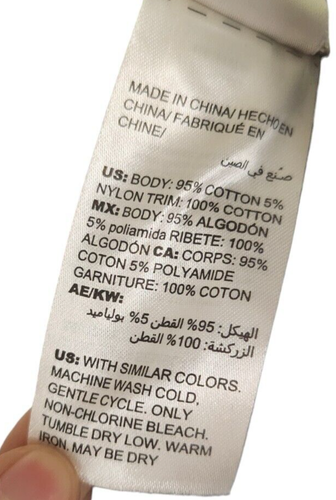 MADE IN CHINA/ HECHO EN
CHINA/ FABRIQUÉ EN
CHINE/
صنع في الصين
US: BODY: 95% COTTON 5%
NYLON TRIM: 100% COTTON
MX: BODY: 95% ALGODÓN
5% poliamida RIBETE: 100%
ALGODÓN CA: CORPS: 95%
COTON 5% POLYAMIDE
GARNITURE: 100% COTON
AE/KW:
الهيكل: 95% القطن 5% بولياميد
الزركشة: 100% القطن
US: WITH SIMILAR COLORS.
MACHINE WASH COLD,
GENTLE CYCLE. ONLY
NON-CHLORINE BLEACH.
TUMBLE DRY LOW. WARM
IRON. MAY BE DRY